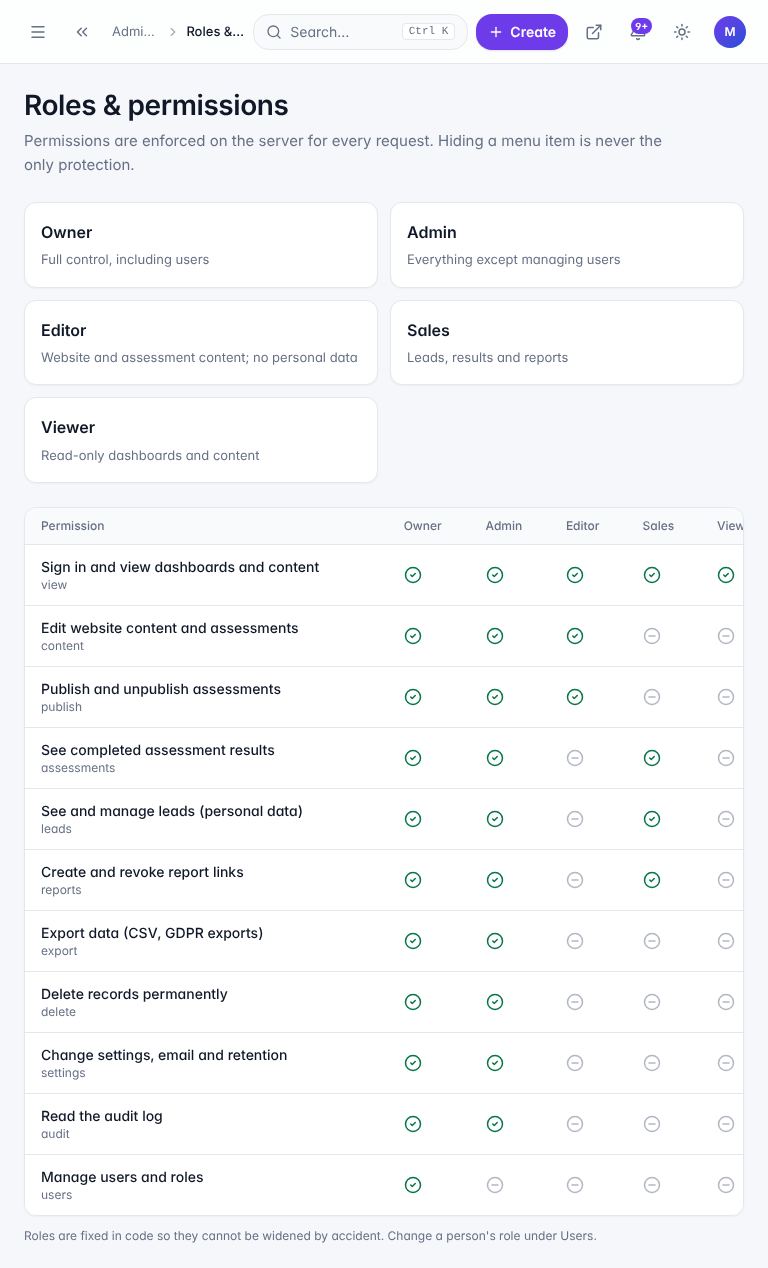 Admi...
Roles &...
Search...
Ctrl K
Create
9+
M
Roles & permissions
Permissions are enforced on the server for every request. Hiding a menu item is never the
only protection.
Owner
Full control, including users
Admin
Everything except managing users
Editor
Website and assessment content; no personal data
Sales
Leads, results and reports
Viewer
Read-only dashboards and content
Permission Owner Admin Editor Sales View
Sign in and view dashboards and content
view
Edit website content and assessments
content
Publish and unpublish assessments
publish
See completed assessment results
assessments
See and manage leads (personal data)
leads
Create and revoke report links
reports
Export data (CSV, GDPR exports)
export
Delete records permanently
delete
Change settings, email and retention
settings
Read the audit log
audit
Manage users and roles
users
Roles are fixed in code so they cannot be widened by accident. Change a person's role under Users.